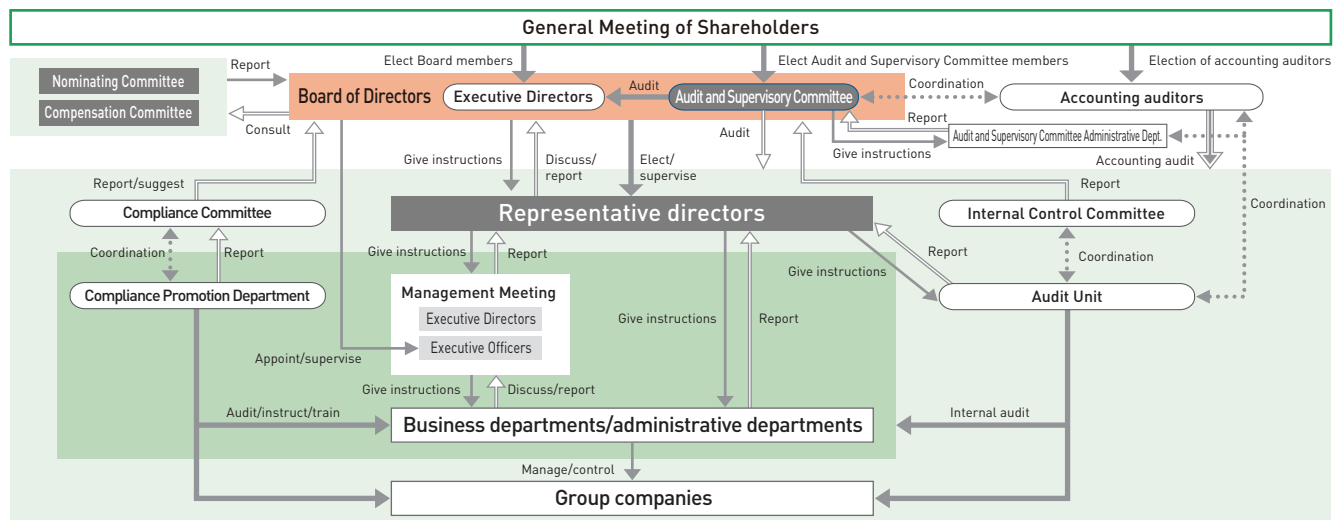 General Meeting of Shareholders
Elect Board members
Elect Audit and Supervisory Committee members
Election of accounting auditors
Nominating Committee
Compensation Committee
Report
Consult
Board of Directors
Executive Directors
Audit
Audit and Supervisory Committee
Coordination
Accounting auditors
Audit
Report
Give instructions
Audit and Supervisory Committee Administrative Dept.
Accounting audit
Give instructions
Discuss/
report
Elect/
supervise
Report/suggest
Report
Coordination
Compliance Committee
Representative directors
Internal Control Committee
Coordination
Report
Give instructions
Report
Report
Coordination
Give instructions
Compliance Promotion Department
Management Meeting
Executive Directors
Executive Officers
Audit Unit
Give instructions
Report
Appoint/supervise
Give instructions
Discuss/report
Audit/instruct/train
Internal audit
Business departments/administrative departments
Manage/control
Group companies